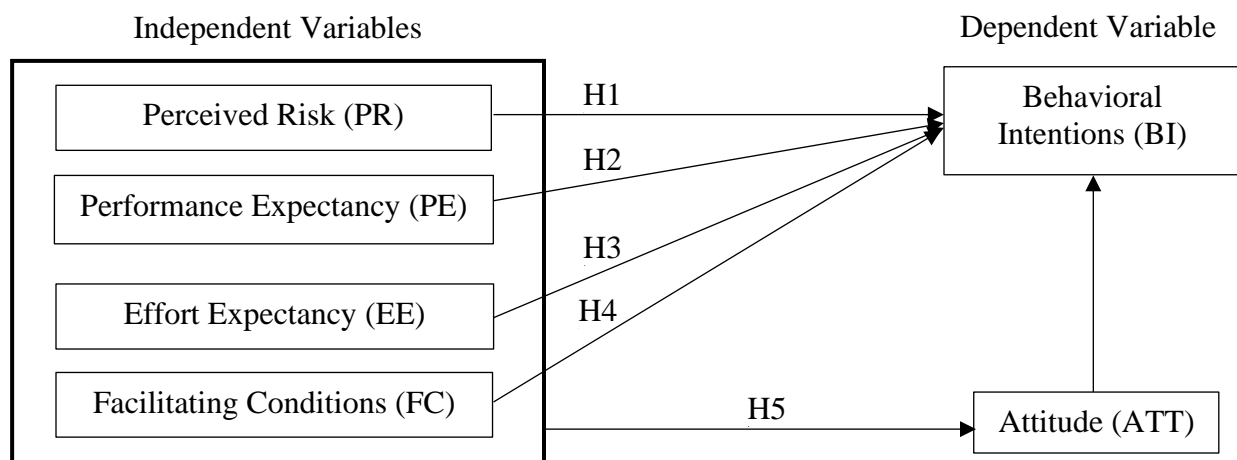 Independent Variables
Dependent Variable
Perceived Risk (PR)
H1
Behavioral
Intentions (BI)
Performance Expectancy (PE)
H2
Effort Expectancy (EE)
H3
H4
Facilitating Conditions (FC)
H5
Attitude (ATT)